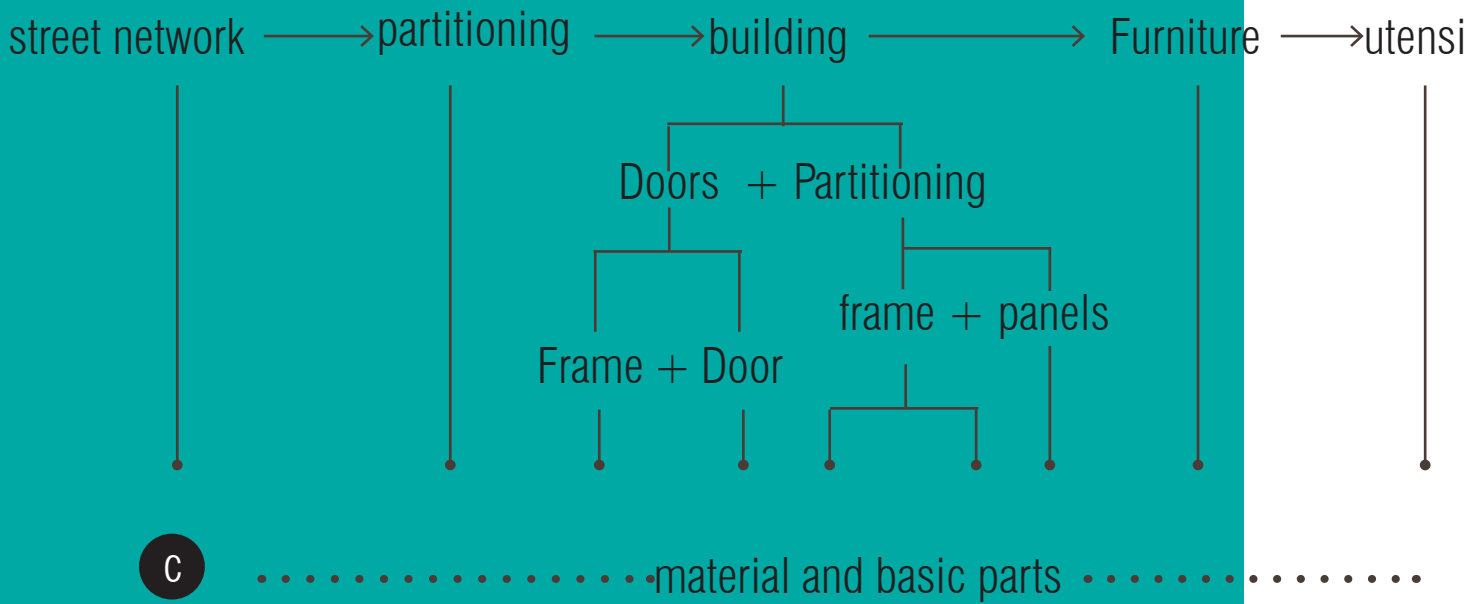 street network → partitioning → building → Furniture → utensi
Doors + Partitioning
frame + panels
Frame + Door
C material and basic parts